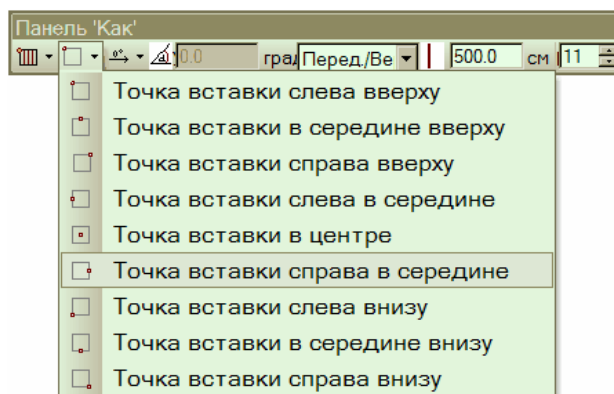 Панель 'Как'
0.0 град Перед./Ве 500.0 см 11
Точка вставки слева вверху
Точка вставки в середине вверху
Точка вставки справа вверху
Точка вставки слева в середине
Точка вставки в центре
Точка вставки справа в середине
Точка вставки слева внизу
Точка вставки в середине внизу
Точка вставки справа внизу